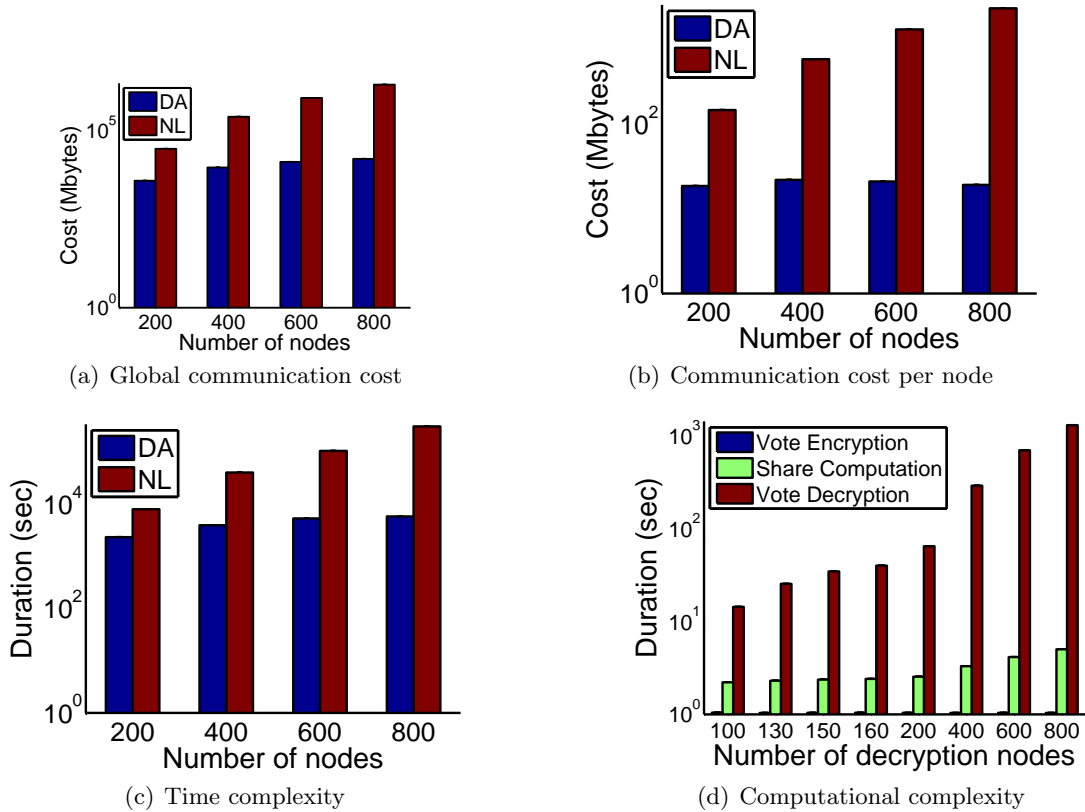 DA
NL
10^5
10^0
Cost (Mbytes)
200 400 600 800
Number of nodes
(a) Global communication cost
DA
NL
10^2
10^0
Cost (Mbytes)
200 400 600 800
Number of nodes
(b) Communication cost per node
DA
NL
10^4
10^2
10^0
Duration (sec)
200 400 600 800
Number of nodes
(c) Time complexity
10^3
10^2
10^1
10^0
Duration (sec)
Vote Encryption
Share Computation
Vote Decryption
100 130 150 160 200 400 600 800
Number of decryption nodes
(d) Computational complexity